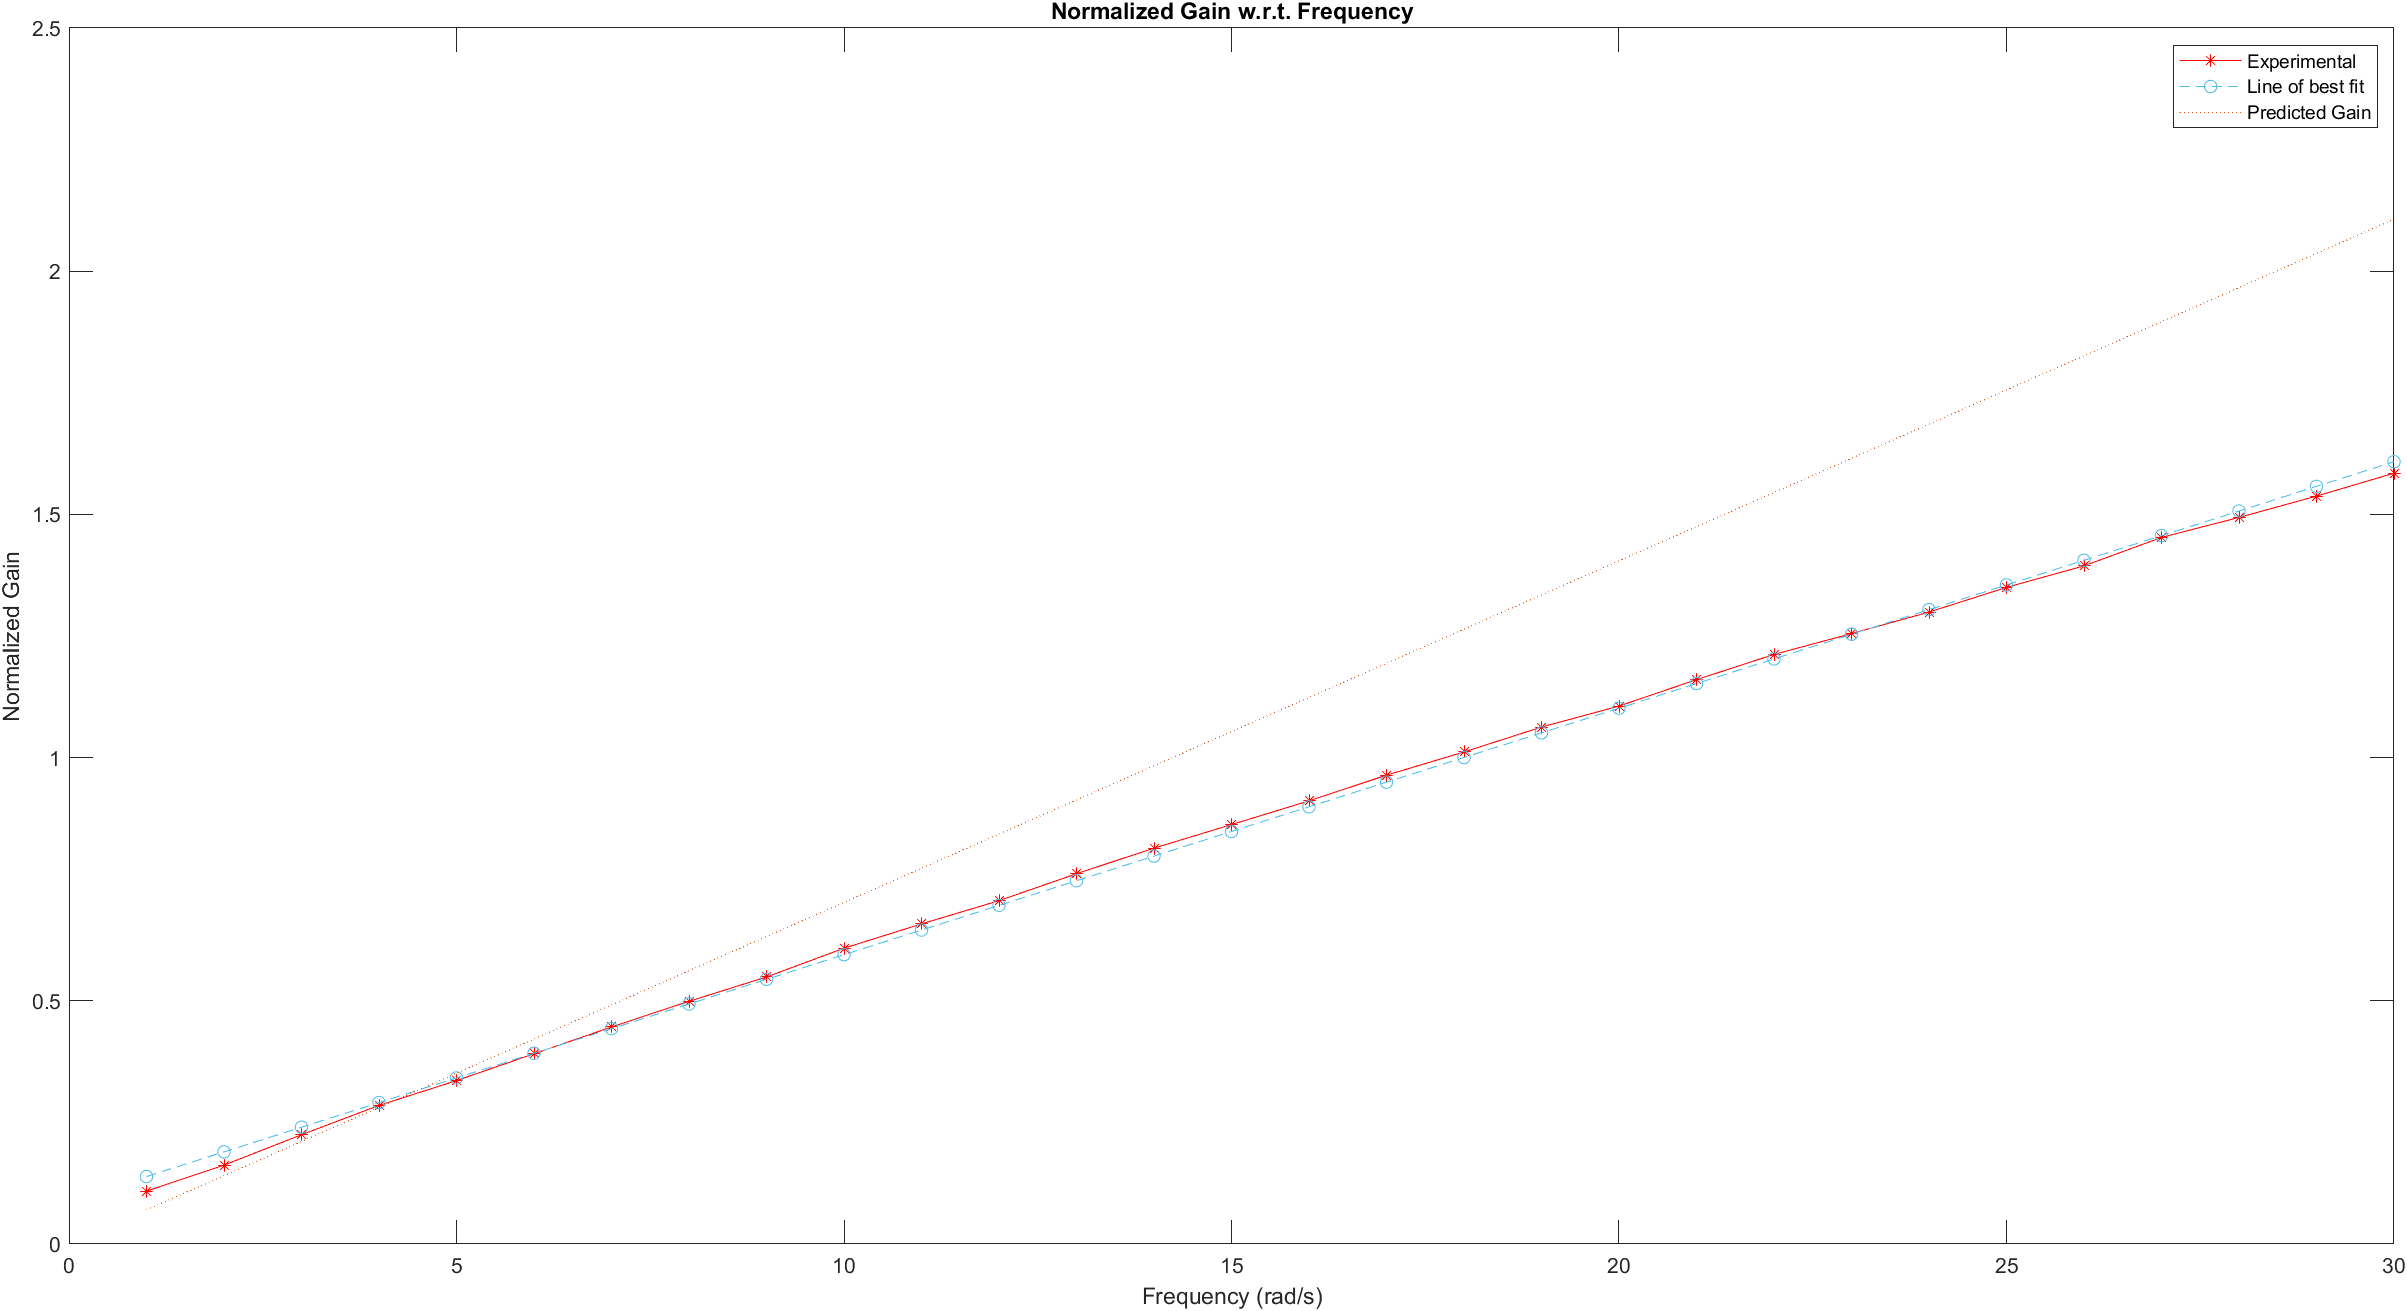 Normalized Gain w.r.t. Frequency
2.5
2
1.5
1
0.5
0
Normalized Gain
Experimental
Line of best fit
Predicted Gain
0 5 10 15 20 25 30
Frequency (rad/s)